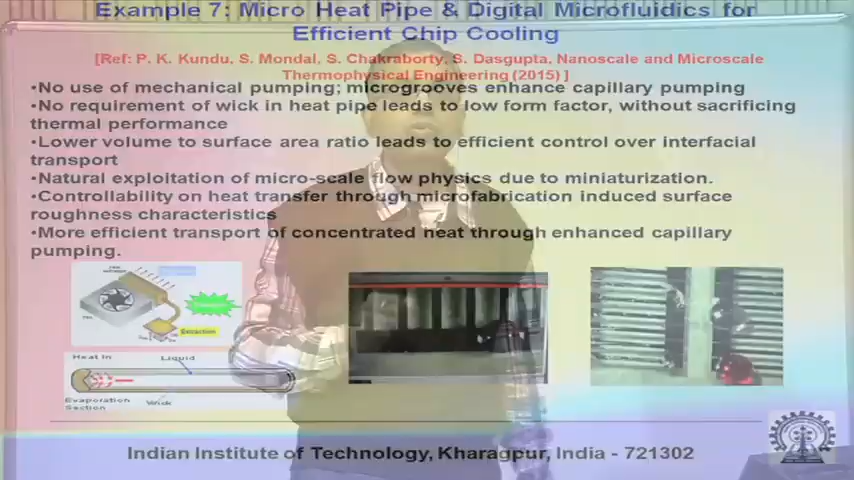 Example 7: Micro Heat Pipe & Digital Microfluidics for
Efficient Chip Cooling
[Ref: P. K. Kundu, S. Mondal, S. Chakraborty, S. Dasgupta, Nanoscale and Microscale
Thermophysical Engineering (2015) ]
•No use of mechanical pumping; microgrooves enhance capillary pumping
•No requirement of wick in heat pipe leads to low form factor, without sacrificing
thermal performance
•Lower volume to surface area ratio leads to efficient control over interfacial
transport
•Natural exploitation of micro-scale flow physics due to miniaturization.
•Controllability on heat transfer through microfabrication induced surface
roughness characteristics
•More efficient transport of concentrated heat through enhanced capillary
pumping.
Extraction
Heat In Liquid
Evaporation
Section Wick
Indian Institute of Technology, Kharagpur, India - 721302